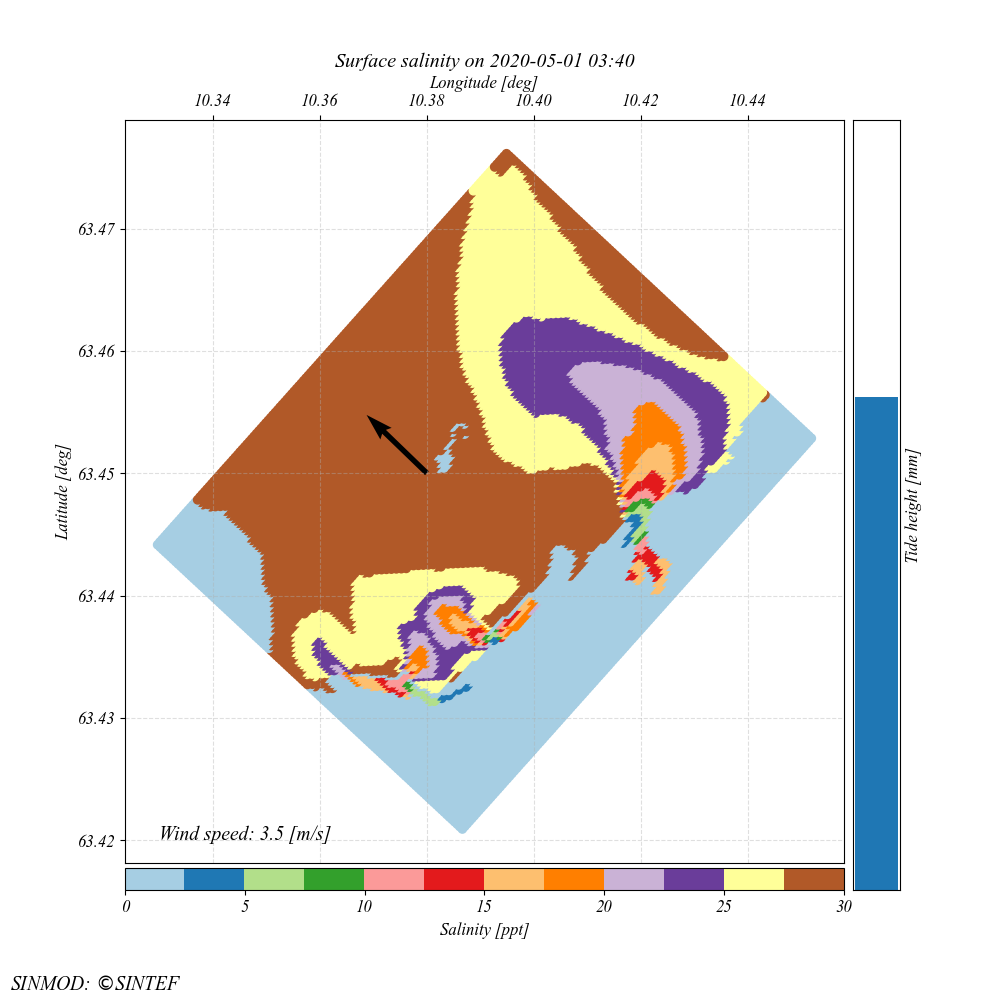 Surface salinity on 2020-05-01 03:40
Longitude [deg]
10.34 10.36 10.38 10.40 10.42 10.44
63.47
63.46
63.45
63.44
63.43
63.42
Latitude [deg]
Tide height [mm]
Wind speed: 3.5 [m/s]
0 5 10 15 20 25 30
Salinity [ppt]
SINMOD: ©SINTEF